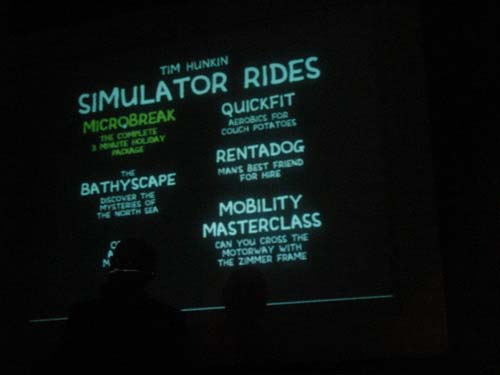 TIM HUNKIN
SIMULATOR RIDES
MICROBREAK
THE COMPLETE
3 MINUTE HOLIDAY
PACKAGE
THE
BATHYSCAPE
DISCOVER THE
MYSTERIES OF
THE NORTH SEA
QUICKFIT
AEROBICS FOR
COUCH POTATOES
RENTADOG
MAN'S BEST FRIEND
FOR HIRE
MOBILITY
MASTERCLASS
CAN YOU CROSS THE
MOTORWAY WITH
THE ZIMMER FRAME